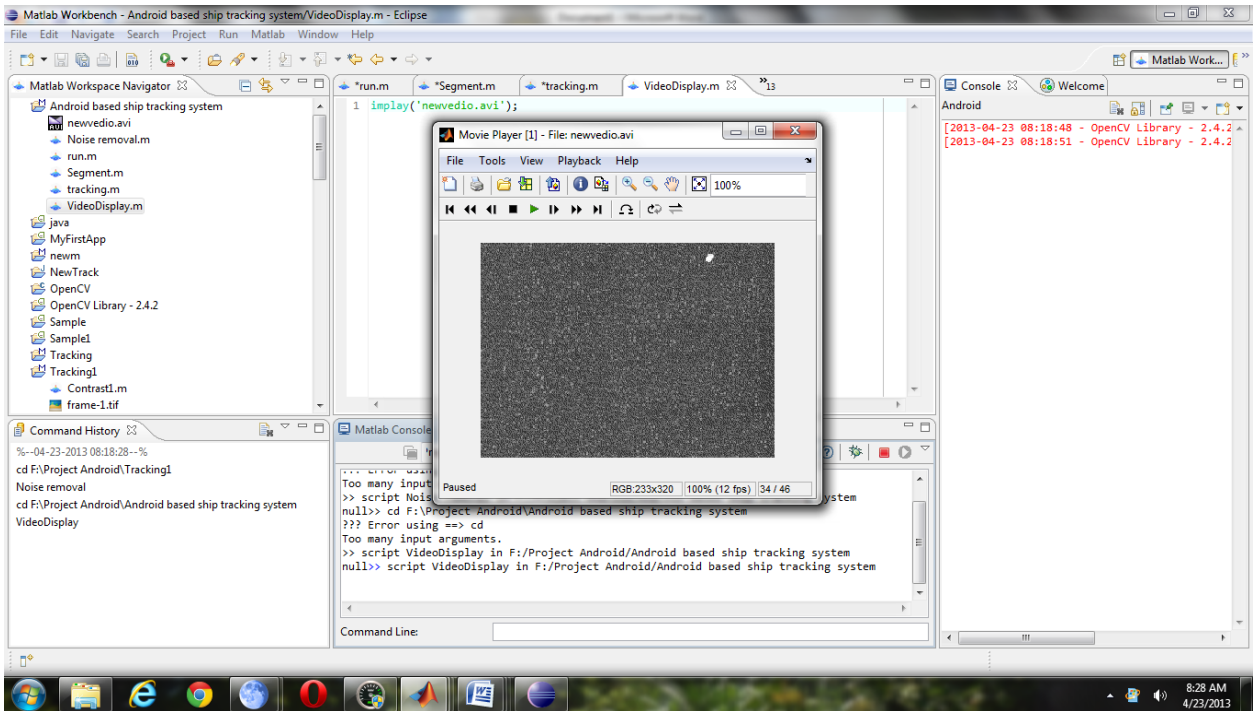 Matlab Workbench - Android based ship tracking system/VideoDisplay.m - Eclipse
File Edit Navigate Search Project Run Matlab Window Help
Matlab Work...
Matlab Workspace Navigator
Android based ship tracking system
newvedio.avi
Noise removal.m
run.m
Segment.m
tracking.m
VideoDisplay.m
java
MyFirstApp
newm
NewTrack
OpenCV
OpenCV Library - 2.4.2
Sample
Sample1
Tracking
Tracking1
Contrast1.m
frame-1.tif
*run.m *Segment.m *tracking.m VideoDisplay.m »13
1 implay('newvedio.avi');
Movie Player [1] - File: newvedio.avi
File Tools View Playback Help
100%
Paused
RGB:233x320 100% (12 fps) 34 / 46
Console Welcome
Android
[2013-04-23 08:18:48 - OpenCV Library - 2.4.2
[2013-04-23 08:18:51 - OpenCV Library - 2.4.2
Command History
%--04-23-2013 08:18:28--%
cd F:\Project Android\Tracking1
Noise removal
cd F:\Project Android\Android based ship tracking system
VideoDisplay
Matlab Console
Too many input
>> script Nois
ystem
null>> cd F:\Project Android\Android based ship tracking system
??? Error using ==> cd
Too many input arguments.
>> script VideoDisplay in F:/Project Android/Android based ship tracking system
null>> script VideoDisplay in F:/Project Android/Android based ship tracking system
Command Line:
8:28 AM
4/23/2013